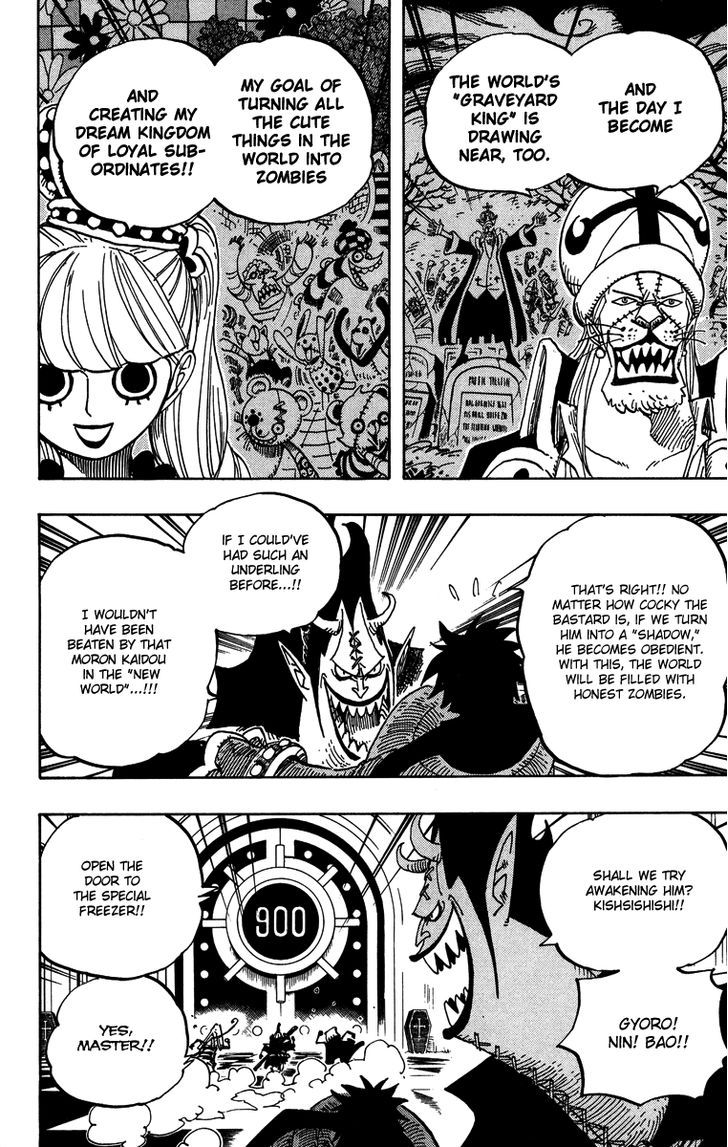 AND
THE DAY I
BECOME
THE WORLD'S
"GRAVEYARD
KING" IS
DRAWING
NEAR, TOO.
MY GOAL OF
TURNING ALL
THE CUTE
THINGS IN THE
WORLD INTO
ZOMBIES
AND
CREATING MY
DREAM KINGDOM
OF LOYAL SUB-
ORDINATES!!
THAT'S RIGHT!! NO
MATTER HOW COCKY THE
BASTARD IS, IF WE TURN
HIM INTO A "SHADOW,"
HE BECOMES OBEDIENT.
WITH THIS, THE WORLD
WILL BE FILLED WITH
HONEST ZOMBIES.
IF I COULD'VE
HAD SUCH AN
UNDERLING
BEFORE...!!
I WOULDN'T
HAVE BEEN
BEATEN BY THAT
MORON KAIDOU
IN THE "NEW
WORLD"...!!!
SHALL WE TRY
AWAKENING HIM?
KISHSISHISHI!
GYORO!
NIN! BAO!!
900
OPEN THE
DOOR TO
THE SPECIAL
FREEZER!!
YES,
MASTER!!